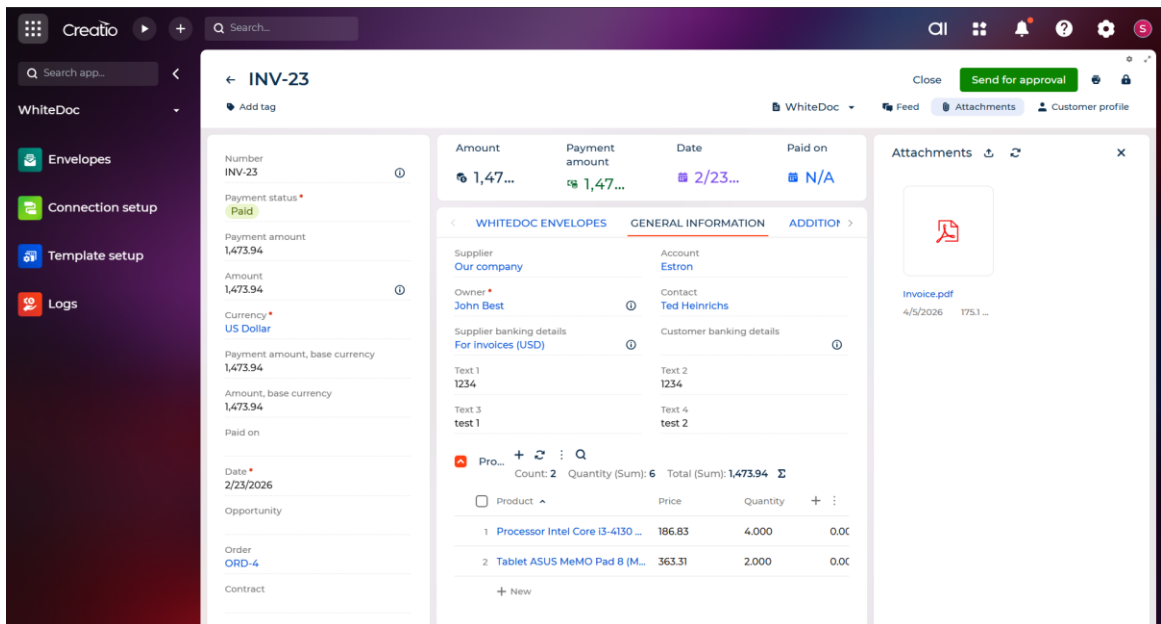 Creatio
Search...
S
Search app...
WhiteDoc
Envelopes
Connection setup
Template setup
Logs
INV-23
Add tag
Close
Send for approval
WhiteDoc
Feed
Attachments
Customer profile
Number
INV-23
Payment status*
Paid
Payment amount
1,473.94
Amount
1,473.94
Currency*
US Dollar
Payment amount, base currency
1,473.94
Amount, base currency
1,473.94
Paid on
Date*
2/23/2026
Opportunity
Order
ORD-4
Contract
Amount
1,47...
Payment
amount
1,47...
Date
2/23...
Paid on
N/A
WHITEDOC ENVELOPES
GENERAL INFORMATION
ADDITION
Supplier
Our company
Account
Estron
Owner*
John Best
Contact
Ted Heinrichs
Supplier banking details
For invoices (USD)
Customer banking details
Text 1
1234
Text 2
1234
Text 3
test 1
Text 4
test 2
Pro...
Count: 2 Quantity (Sum): 6 Total (Sum): 1,473.94 Σ
Product Price Quantity
1 Processor Intel Core i3-4130 ... 186.83 4.000 0.00
2 Tablet ASUS MeMO Pad 8 (M... 363.31 2.000 0.00
+ New
Attachments
Invoice.pdf
4/5/2026 175.1 ...